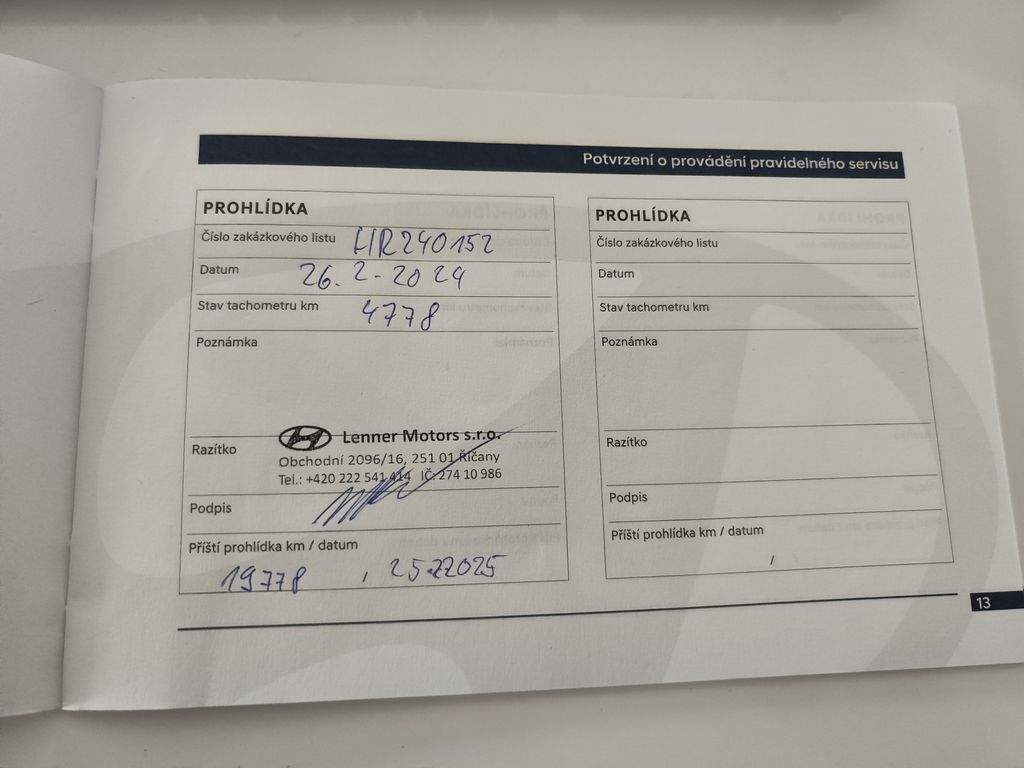 Potvrzení o provádění pravidelného servisu
PROHLÍDKA
Číslo zakázkového listu HR240152
Datum 26.2-2024
Stav tachometru km 4778
Poznámka
Razítko
Lenner Motors s.r.o.
Obchodní 2096/16, 251 01 Říčany
Tel.: +420 222 541 414 IČ: 274 10 986
Podpis
Příští prohlídka km / datum
19778 / 25.2.2025
PROHLÍDKA
Číslo zakázkového listu
Datum
Stav tachometru km
Poznámka
Razítko
Podpis
Příští prohlídka km / datum
/
13